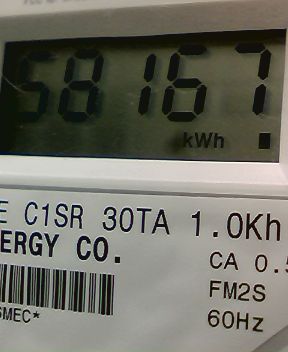 58167
kWh
E C1SR 30TA 1.0Kh
ERGY CO.
CA 0.5
FM2S
60Hz
SMEC*